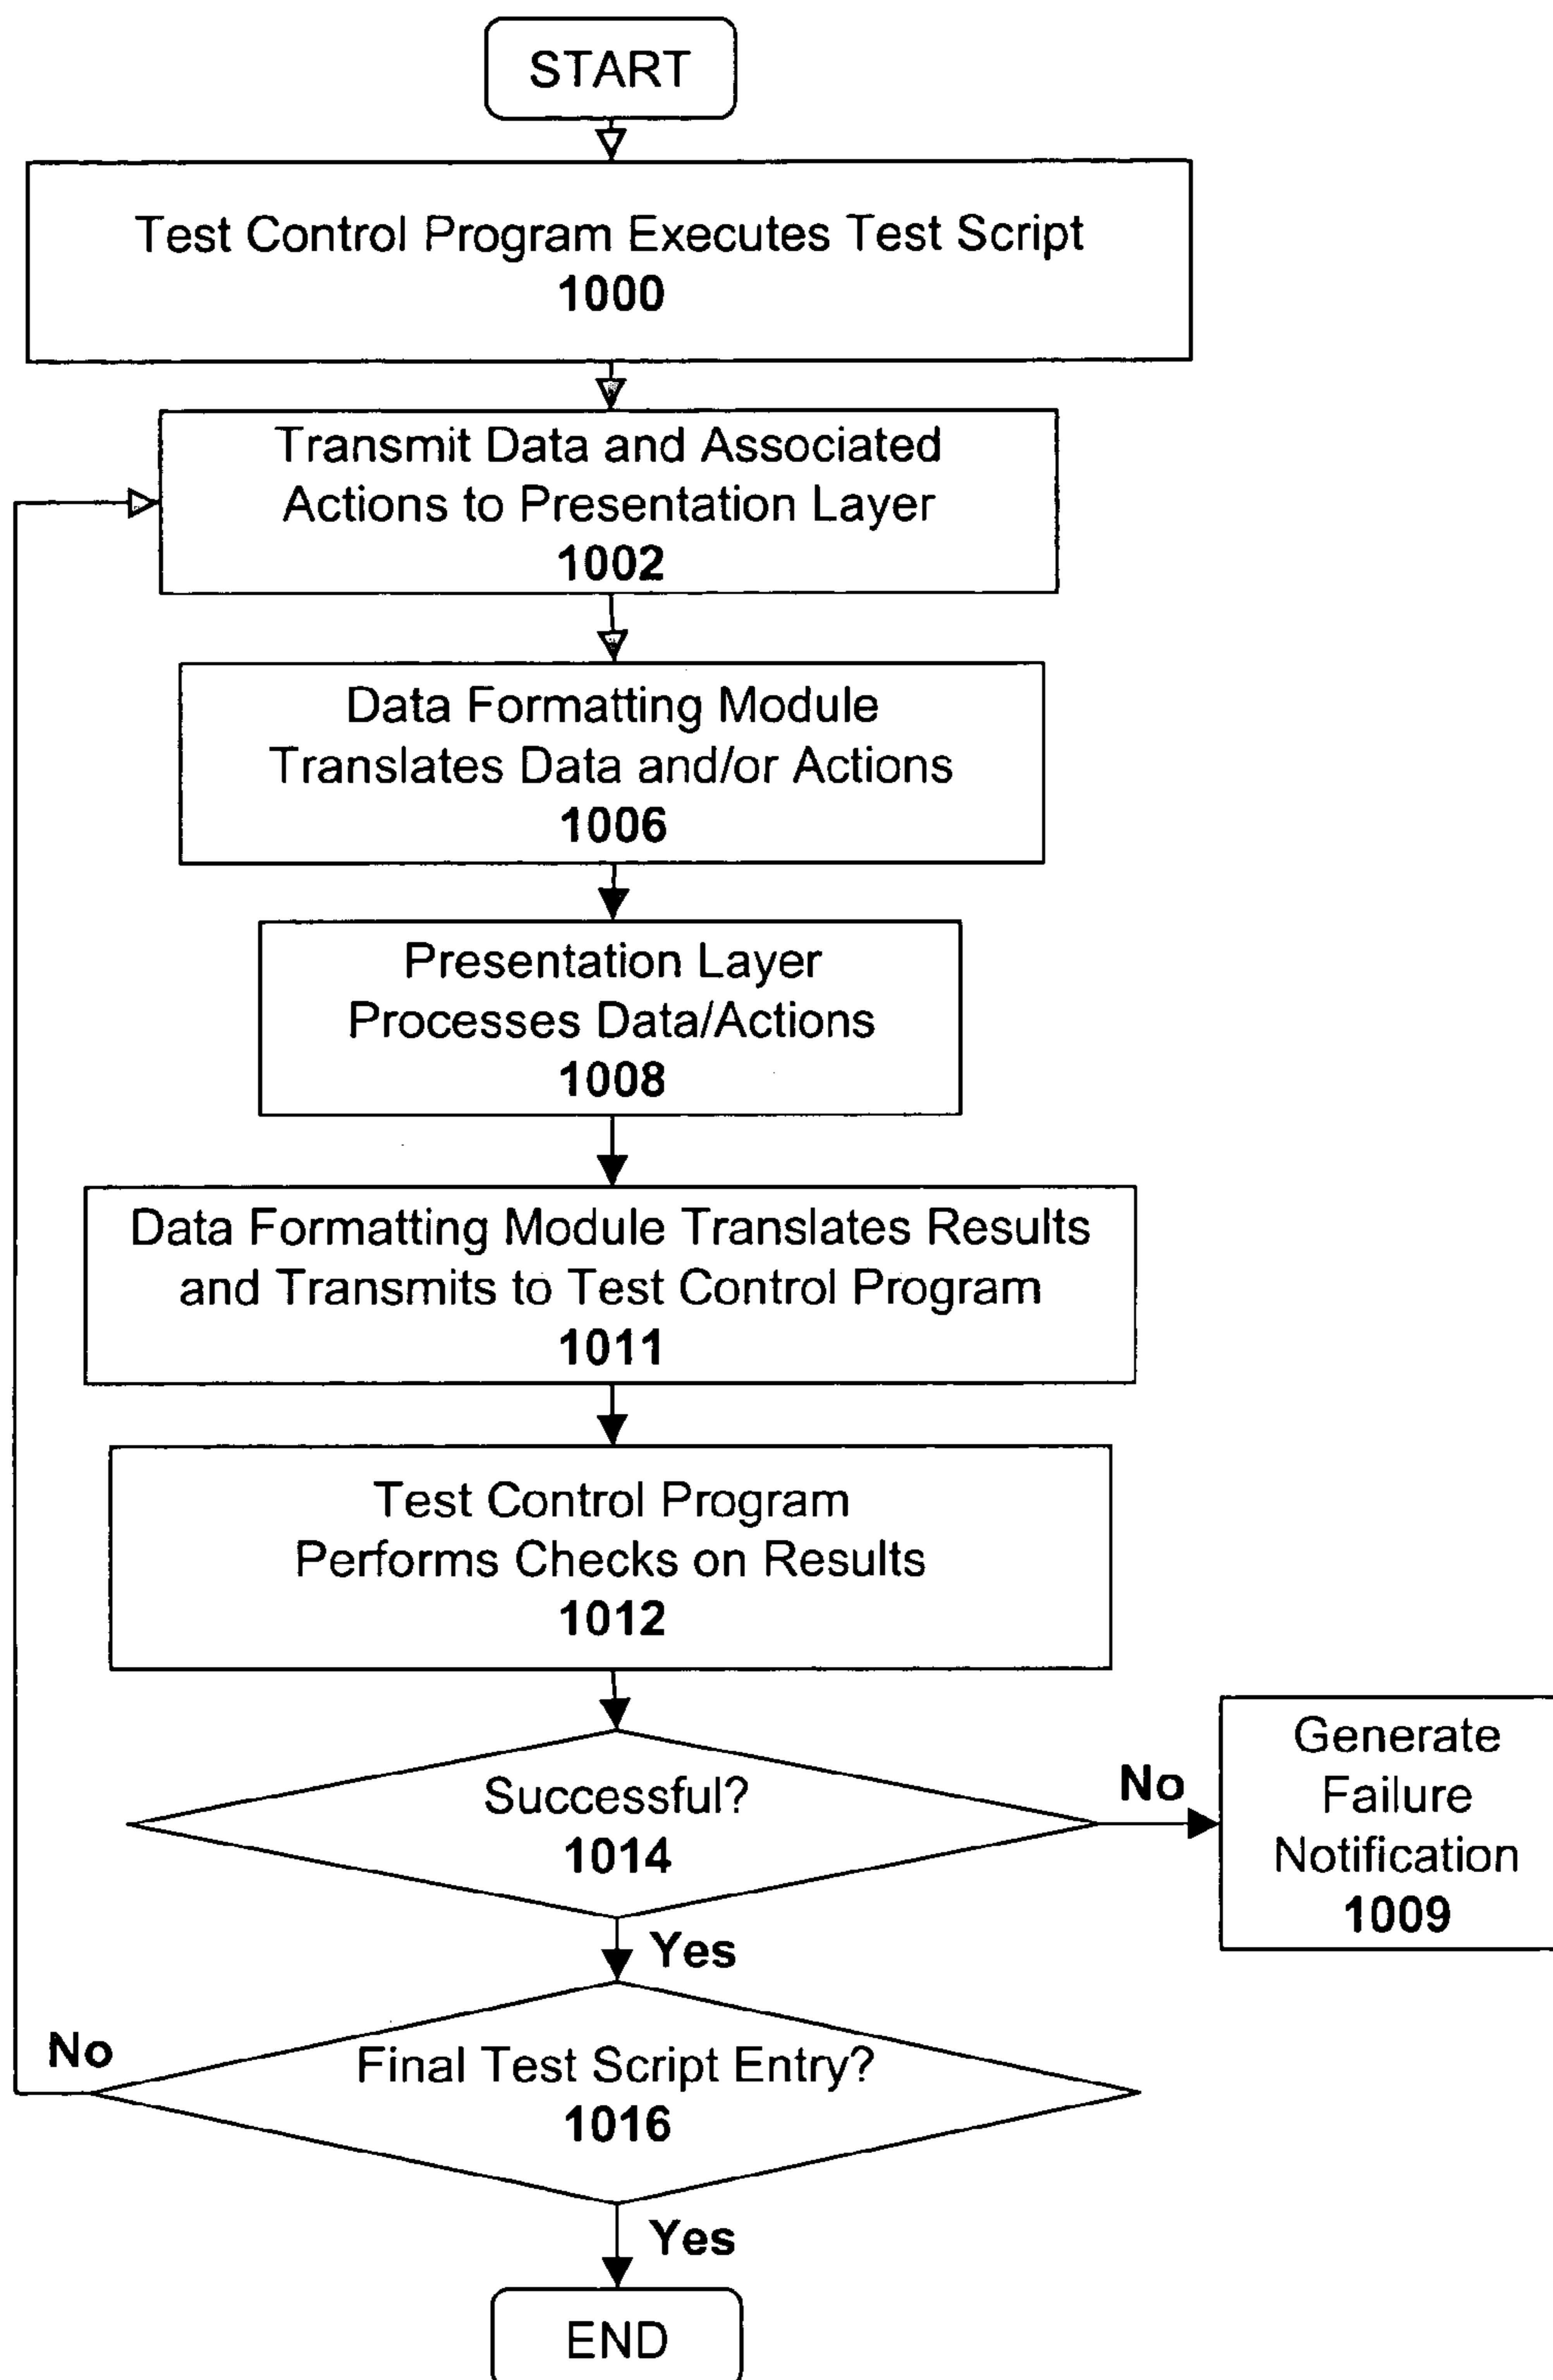 START
Test Control Program Executes Test Script
1000
Transmit Data and Associated
Actions to Presentation Layer
1002
Data Formatting Module
Translates Data and/or Actions
1006
Presentation Layer
Processes Data/Actions
1008
Data Formatting Module Translates Results
and Transmits to Test Control Program
1011
Test Control Program
Performs Checks on Results
1012
Successful?
1014
No
Generate
Failure
Notification
1009
Yes
Final Test Script Entry?
1016
No
Yes
END